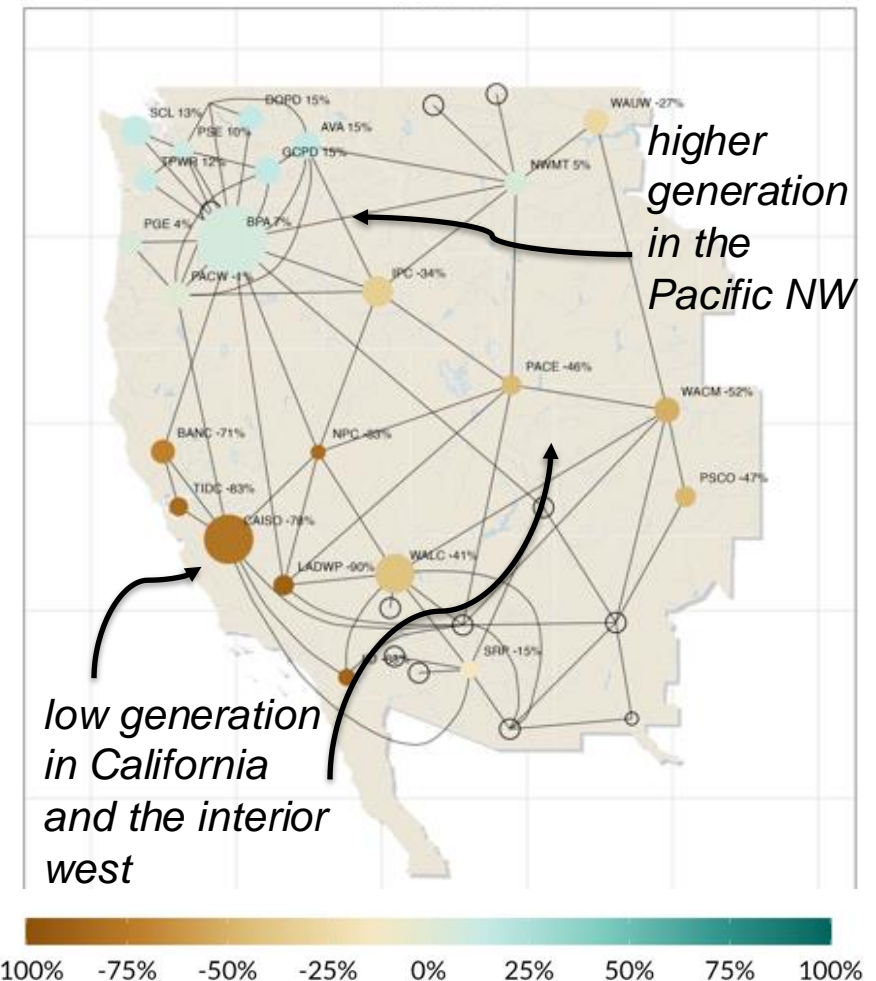 DOPD 15%
SCL 13%
WAUW -27%
PSE 10%
AVA 15%
GCPD 15%
TPWR 12%
NWMT 5%
higher
generation
in the
Pacific NW
PGE 4%
BPA 7%
PACW -1%
IPC -34%
PACE -46%
WACM -52%
BANC -71%
NPC -83%
PSCO -47%
TIDC -83%
CAISO -78%
LADWP -90%
WALC -41%
SRP -15%
low generation
in California
and the interior
west
100% -75% -50% -25% 0% 25% 50% 75% 100%